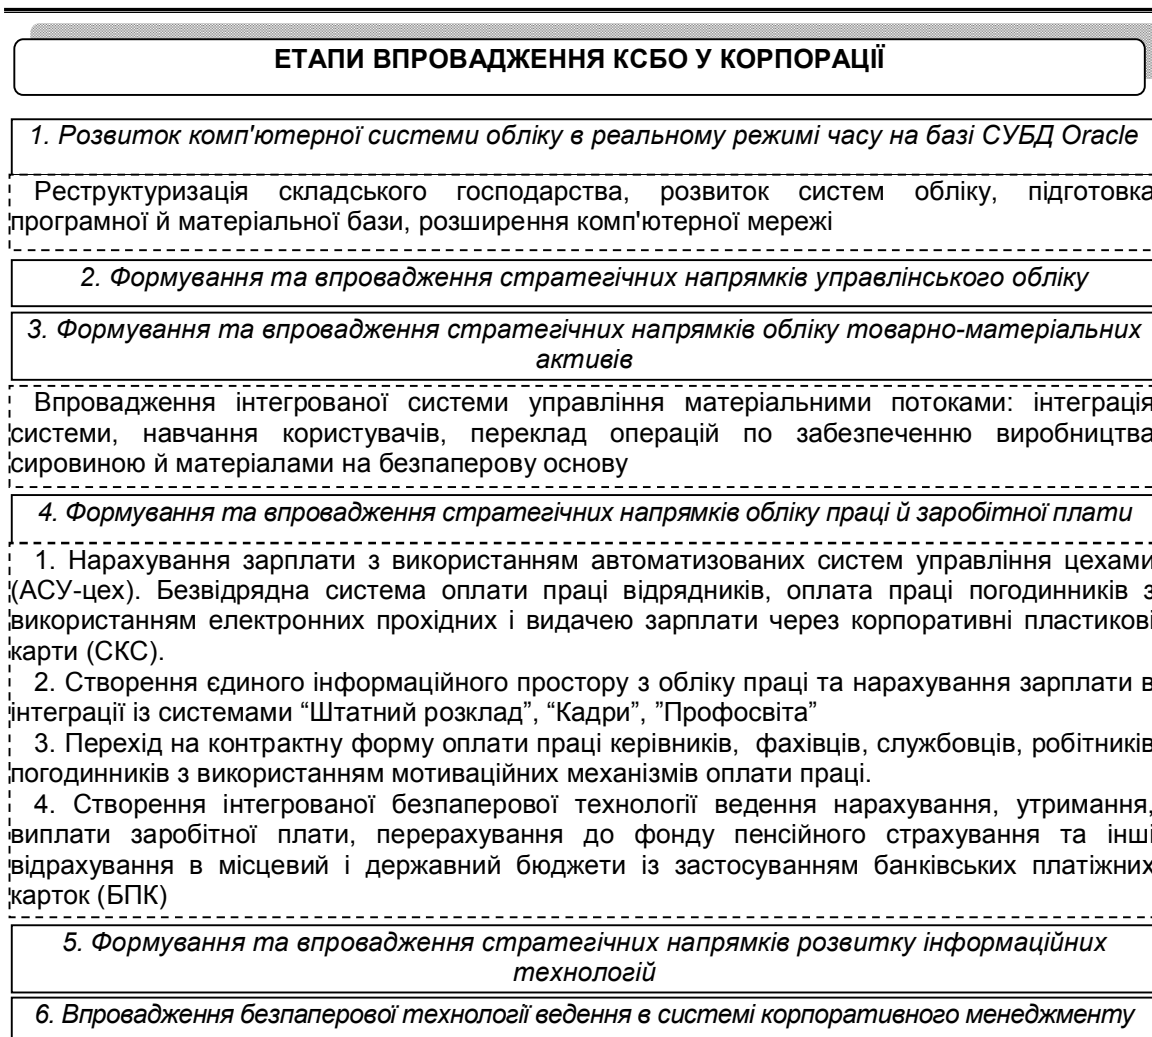 ЕТАПИ ВПРОВАДЖЕННЯ КСБО У КОРПОРАЦІЇ
1. Розвиток комп'ютерної системи обліку в реальному режимі часу на базі СУБД Oracle
Реструктуризація складського господарства, розвиток систем обліку, підготовка
програмної й матеріальної бази, розширення комп'ютерної мережі
2. Формування та впровадження стратегічних напрямків управлінського обліку
3. Формування та впровадження стратегічних напрямків обліку товарно-матеріальних
активів
Впровадження інтегрованої системи управління матеріальними потоками: інтеграція
системи, навчання користувачів, переклад операцій по забезпеченню виробництва
сировиною й матеріалами на безпаперову основу
4. Формування та впровадження стратегічних напрямків обліку праці й заробітної плати
1. Нарахування зарплати з використанням автоматизованих систем управління цехами
(АСУ-цех). Безвідрядна система оплати праці відрядників, оплата праці погодинників з
використанням електронних прохідних і видачею зарплати через корпоративні пластикові
карти (СКС).
2. Створення єдиного інформаційного простору з обліку праці та нарахування зарплати в
інтеграції із системами “Штатний розклад”, “Кадри”, ”Профосвіта”
3. Перехід на контрактну форму оплати праці керівників, фахівців, службовців, робітників
погодинників з використанням мотиваційних механізмів оплати праці.
4. Створення інтегрованої безпаперової технології ведення нарахування, утримання,
виплати заробітної плати, перерахування до фонду пенсійного страхування та інші
відрахування в місцевий і державний бюджети із застосуванням банківських платіжних
карток (БПК)
5. Формування та впровадження стратегічних напрямків розвитку інформаційних
технологій
6. Впровадження безпаперової технології ведення в системі корпоративного менеджменту